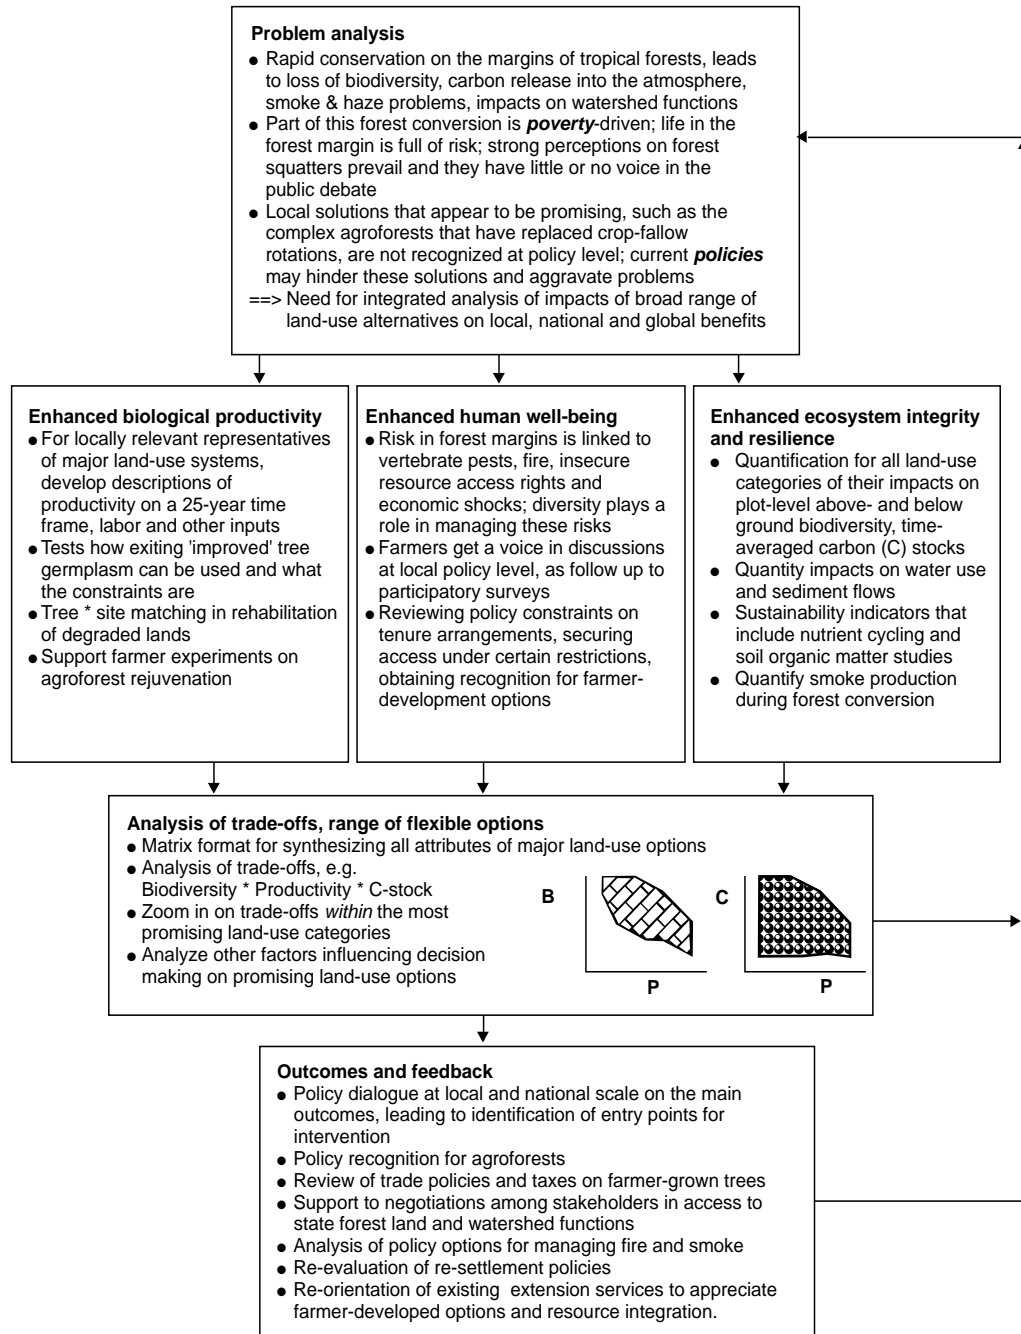 Problem analysis
● Rapid conservation on the margins of tropical forests, leads
to loss of biodiversity, carbon release into the atmosphere,
smoke & haze problems, impacts on watershed functions
● Part of this forest conversion is poverty-driven; life in the
forest margin is full of risk; strong perceptions on forest
squatters prevail and they have little or no voice in the
public debate
● Local solutions that appear to be promising, such as the
complex agroforests that have replaced crop-fallow
rotations, are not recognized at policy level; current policies
may hinder these solutions and aggravate problems
==> Need for integrated analysis of impacts of broad range of
land-use alternatives on local, national and global benefits
Enhanced biological productivity
● For locally relevant representatives
of major land-use systems,
develop descriptions of
productivity on a 25-year time
frame, labor and other inputs
● Tests how exiting 'improved' tree
germplasm can be used and what
the constraints are
● Tree * site matching in rehabilitation
of degraded lands
● Support farmer experiments on
agroforest rejuvenation
Enhanced human well-being
● Risk in forest margins is linked to
vertebrate pests, fire, insecure
resource access rights and
economic shocks; diversity plays a
role in managing these risks
● Farmers get a voice in discussions
at local policy level, as follow up to
participatory surveys
● Reviewing policy constraints on
tenure arrangements, securing
access under certain restrictions,
obtaining recognition for farmer-
development options
Enhanced ecosystem integrity
and resilience
● Quantification for all land-use
categories of their impacts on
plot-level above- and below
ground biodiversity, time-
averaged carbon (C) stocks
● Quantity impacts on water use
and sediment flows
● Sustainability indicators that
include nutrient cycling and
soil organic matter studies
● Quantify smoke production
during forest conversion
Analysis of trade-offs, range of flexible options
● Matrix format for synthesizing all attributes of major land-use options
● Analysis of trade-offs, e.g.
Biodiversity * Productivity * C-stock
● Zoom in on trade-offs within the most
promising land-use categories
● Analyze other factors influencing decision
making on promising land-use options
B
P
C
P
Outcomes and feedback
● Policy dialogue at local and national scale on the main
outcomes, leading to identification of entry points for
intervention
● Policy recognition for agroforests
● Review of trade policies and taxes on farmer-grown trees
● Support to negotiations among stakeholders in access to
state forest land and watershed functions
● Analysis of policy options for managing fire and smoke
● Re-evaluation of re-settlement policies
● Re-orientation of existing extension services to appreciate
farmer-developed options and resource integration.